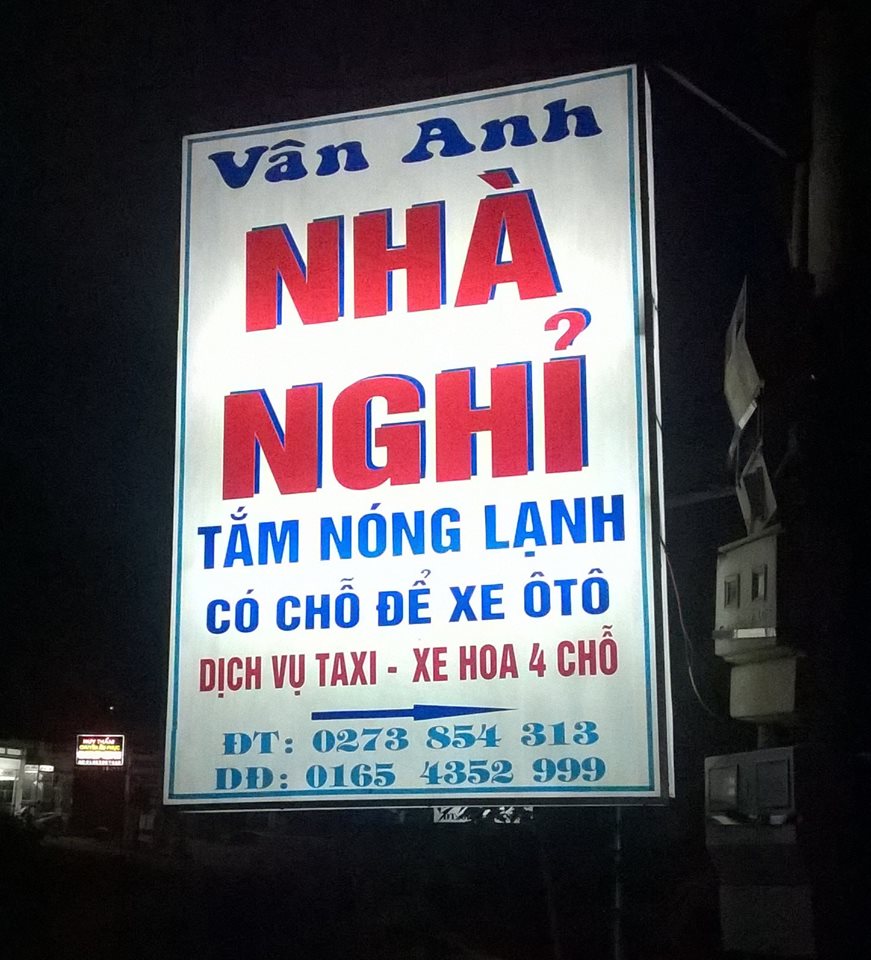 Vân Anh
NHÀ
NGHỈ
TẮM NÓNG LẠNH
CÓ CHỖ ĐỂ XE ÔTÔ
DỊCH VỤ TAXI - XE HOA 4 CHỖ
ĐT: 0273 854 313
DĐ: 0165 4352 999